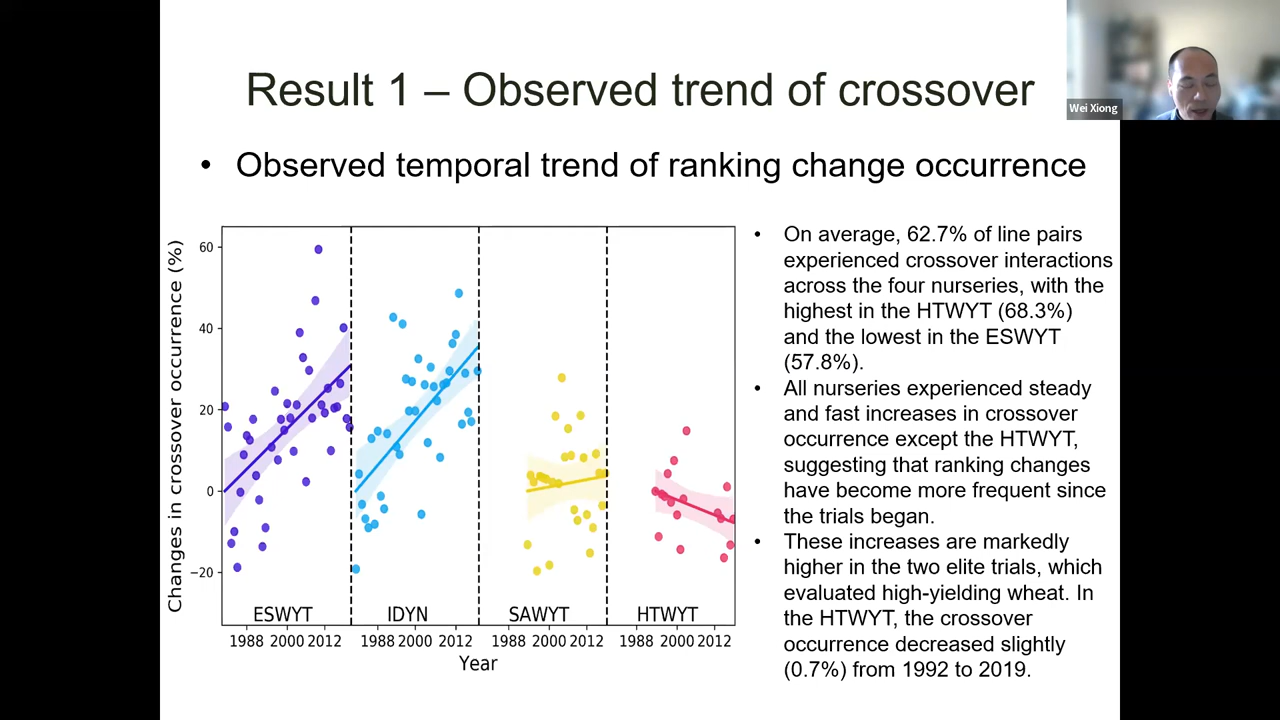 Result 1 – Observed trend of crossover
Wei Xiong
• Observed temporal trend of ranking change occurrence
Changes in crossover occurrence (%)
60
40
20
0
−20
ESWYT
IDYN
SAWYT
HTWYT
1988 2000 2012
1988 2000 2012
1988 2000 2012
1988 2000 2012
Year
• On average, 62.7% of line pairs
experienced crossover interactions
across the four nurseries, with the
highest in the HTWYT (68.3%)
and the lowest in the ESWYT
(57.8%).
• All nurseries experienced steady
and fast increases in crossover
occurrence except the HTWYT,
suggesting that ranking changes
have become more frequent since
the trials began.
• These increases are markedly
higher in the two elite trials, which
evaluated high-yielding wheat. In
the HTWYT, the crossover
occurrence decreased slightly
(0.7%) from 1992 to 2019.